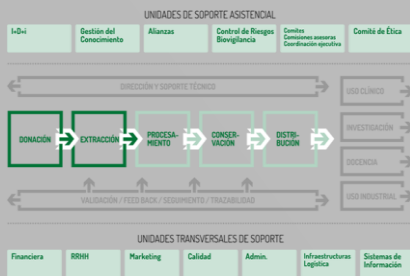 UNIDADES DE SOPORTE ASISTENCIAL
I+D+i
Gestión del
Conocimiento
Alianzas
Control de Riesgos
Biovigilancia
Comites
Comisiones asesoras
Coordinación ejecutiva
Comité de Ética
DIRECCIÓN Y SOPORTE TÉCNICO
USO CLÍNICO
DONACIÓN
EXTRACCIÓN
PROCESA-
MIENTO
CONSER-
VACIÓN
DISTRI-
BUCIÓN
INVESTIGACIÓN
DOCENCIA
VALIDACIÓN / FEED BACK / SEGUIMIENTO / TRAZABILIDAD
USO INDUSTRIAL
UNIDADES TRANSVERSALES DE SOPORTE
Financiera
RRHH
Marketing
Calidad
Admin.
Infraestructuras
Logística
Sistemas de
Información